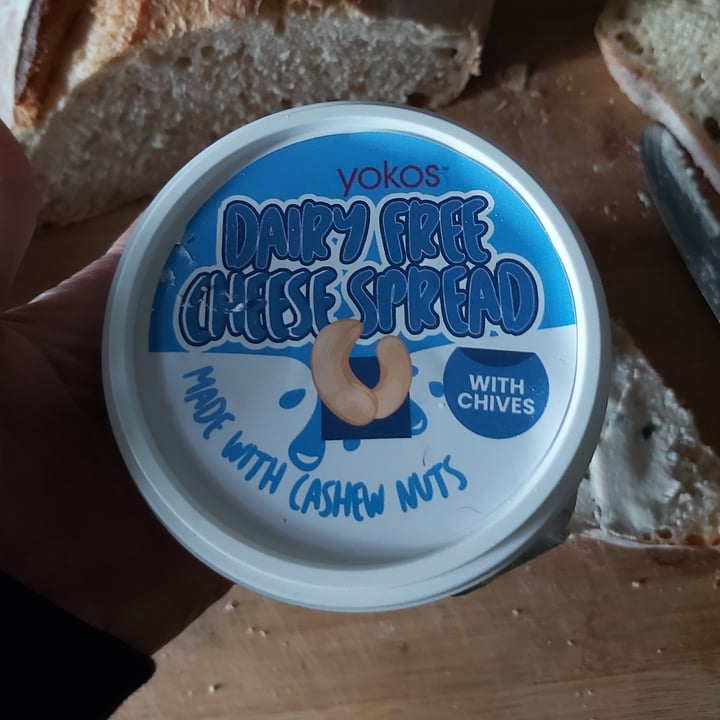 yokos™
DAIRY FREE
CHEESE SPREAD
WITH
CHIVES
MADE WITH CASHEW NUTS